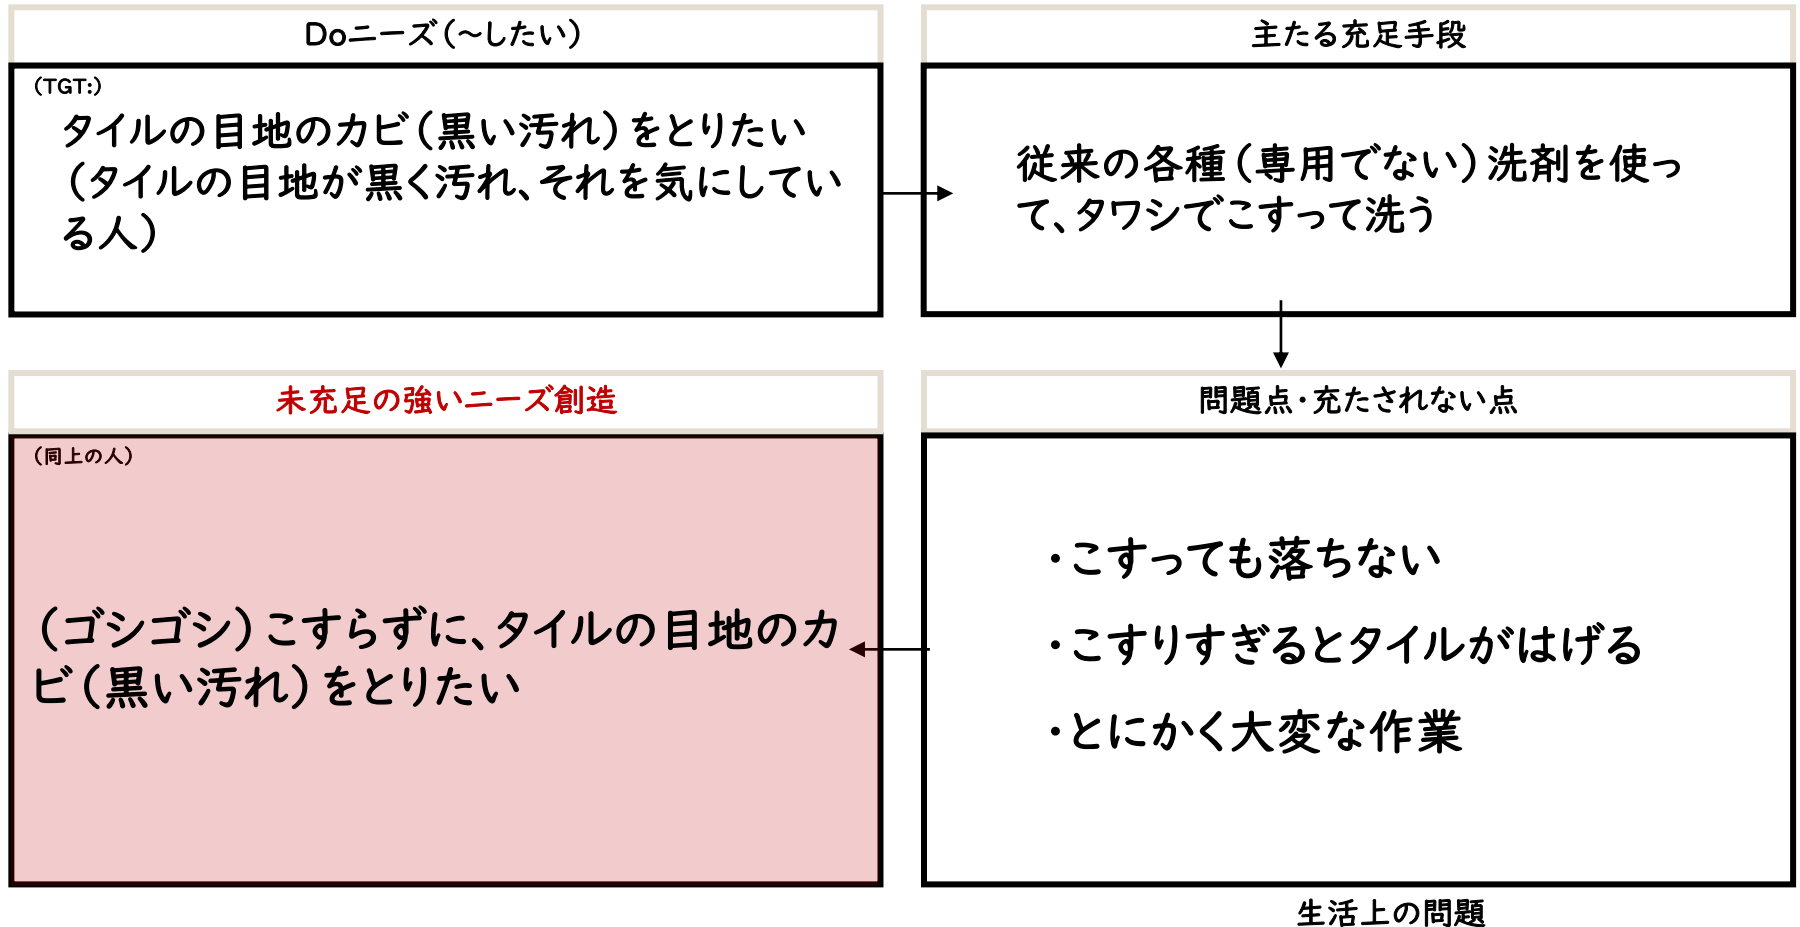 Doニーズ（～したい）
（TGT:）
タイルの目地のカビ（黒い汚れ）をとりたい
（タイルの目地が黒く汚れ、それを気にしてい
る人）
主たる充足手段
従来の各種（専用でない）洗剤を使っ
て、タワシでこすって洗う
問題点・充たされない点
・こすっても落ちない
・こすりすぎるとタイルがはげる
・とにかく大変な作業
生活上の問題
未充足の強いニーズ創造
（同上の人）
（ゴシゴシ）こすらずに、タイルの目地のカ
ビ（黒い汚れ）をとりたい